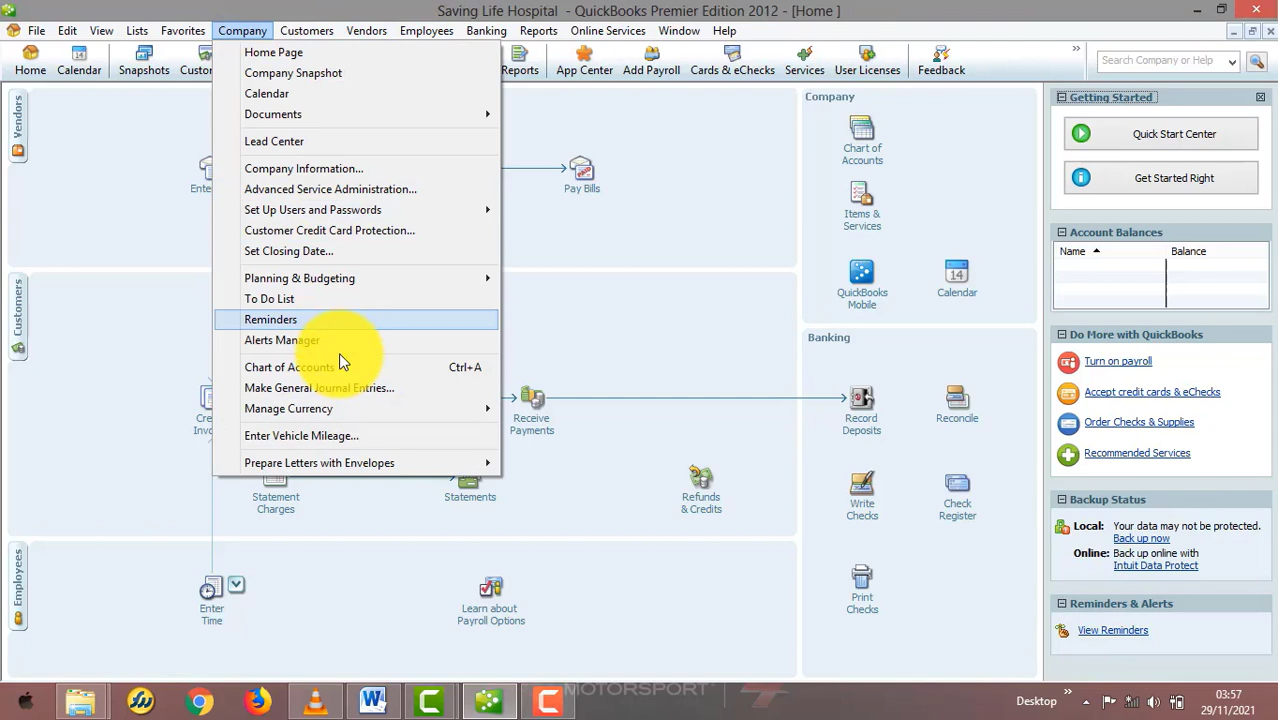 Saving Life Hospital - QuickBooks Premier Edition 2012 - [Home ]
File Edit View Lists Favorites Company Customers Vendors Employees Banking Reports Online Services Window Help
Home Calendar Snapshots Custo Reports App Center Add Payroll Cards & eChecks Services User Licenses Feedback
Search Company or Help
Home Page
Company Snapshot
Calendar
Documents
Lead Center
Company Information...
Advanced Service Administration...
Set Up Users and Passwords
Customer Credit Card Protection...
Set Closing Date...
Planning & Budgeting
To Do List
Reminders
Alerts Manager
Chart of Accounts Ctrl+A
Make General Journal Entries...
Manage Currency
Enter Vehicle Mileage...
Prepare Letters with Envelopes
Vendors
Pay Bills
Customers
Receive
Payments
Statement
Charges
Statements
Refunds
& Credits
Employees
Enter
Time
Learn about
Payroll Options
Company
Chart of
Accounts
Items &
Services
QuickBooks
Mobile
14
Calendar
Banking
Record
Deposits
Reconcile
Write
Checks
Check
Register
Print
Checks
Getting Started
Quick Start Center
Get Started Right
Account Balances
Name Balance
Do More with QuickBooks
Turn on payroll
Accept credit cards & eChecks
Order Checks & Supplies
Recommended Services
Backup Status
Local: Your data may not be protected.
Back up now
Online: Back up online with
Intuit Data Protect
Reminders & Alerts
View Reminders
MOTORSPORT
Desktop
03:57
29/11/2021